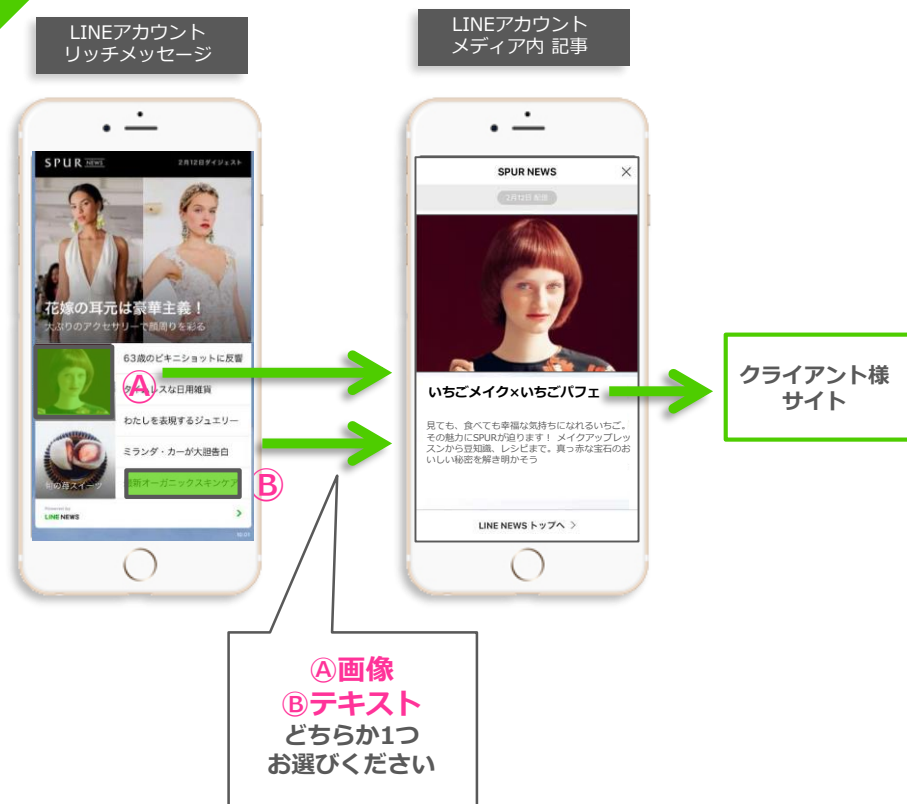 LINEアカウント
リッチメッセージ
SPUR NEWS
2月12日ダイジェスト
花嫁の耳元は豪華主義！
大ぶりのアクセサリーで顔周りを彩る
63歳のビキニショットに反響
Ⓐ
レスな日用雑貨
わたしを表現するジュエリー
ミランダ・カーが大胆告白
旬の苺スイーツ
最新オーガニックスキンケア
Ⓑ
Powered by
LINE NEWS
LINEアカウント
メディア内 記事
SPUR NEWS
2月12日 配信
いちごメイク×いちごパフェ
見ても、食べても幸福な気持ちになれるいちご。
その魅力にSPURが迫ります！ メイクアップレッ
スンから豆知識、レシピまで。真っ赤な宝石のお
いしい秘密を解き明かそう
LINE NEWS トップへ
クライアント様
サイト
Ⓐ画像
Ⓑテキスト
どちらか1つ
お選びください